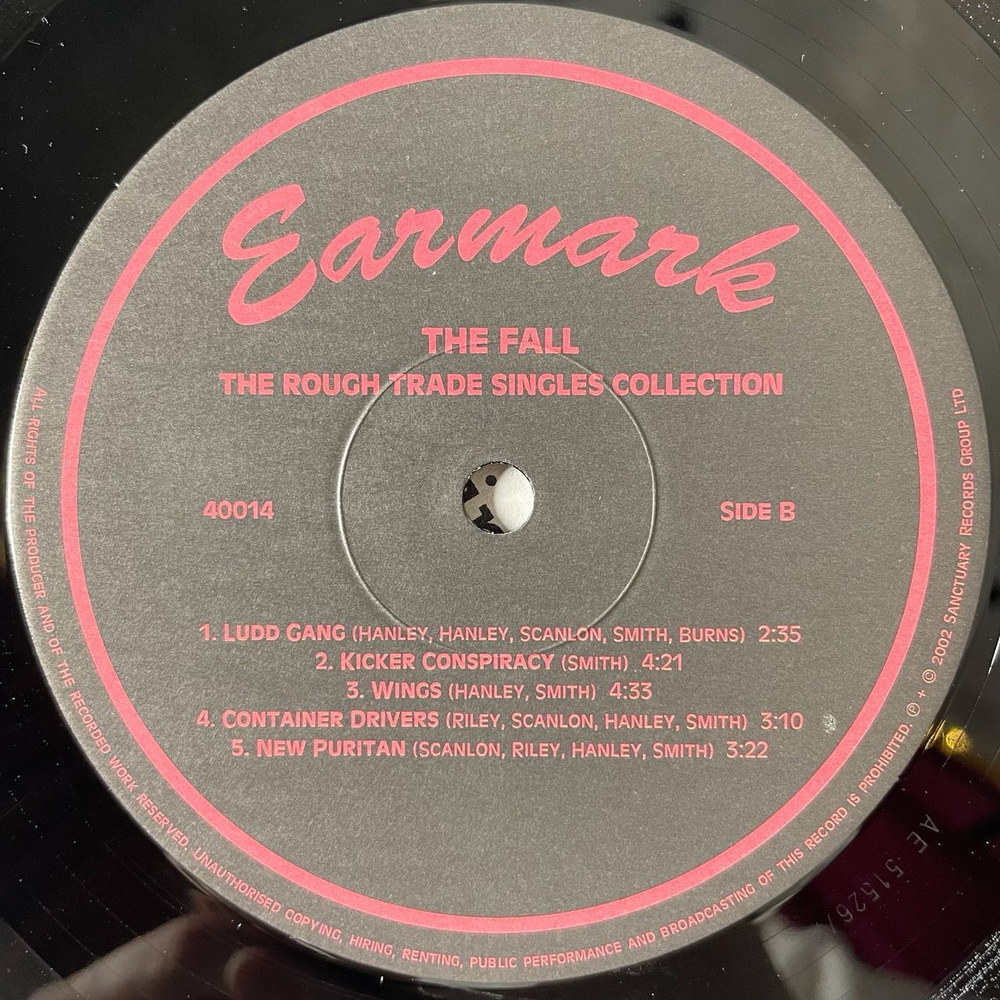 Earmark
THE FALL
THE ROUGH TRADE SINGLES COLLECTION
40014
SIDE B
1. LUDD GANG (HANLEY, HANLEY, SCANLON, SMITH, BURNS) 2:35
2. KICKER CONSPIRACY (SMITH) 4:21
3. WINGS (HANLEY, SMITH) 4:33
4. CONTAINER DRIVERS (RILEY, SCANLON, HANLEY, SMITH) 3:10
5. NEW PURITAN (SCANLON, RILEY, HANLEY, SMITH) 3:22
ALL RIGHTS OF THE PRODUCER AND OF THE RECORDED WORK RESERVED. UNAUTHORISED COPYING, HIRING, RENTING, PUBLIC PERFORMANCE AND BROADCASTING OF THIS RECORD IS PROHIBITED. ℗ + © 2002 SANCTUARY RECORDS GROUP LTD
AE 51526